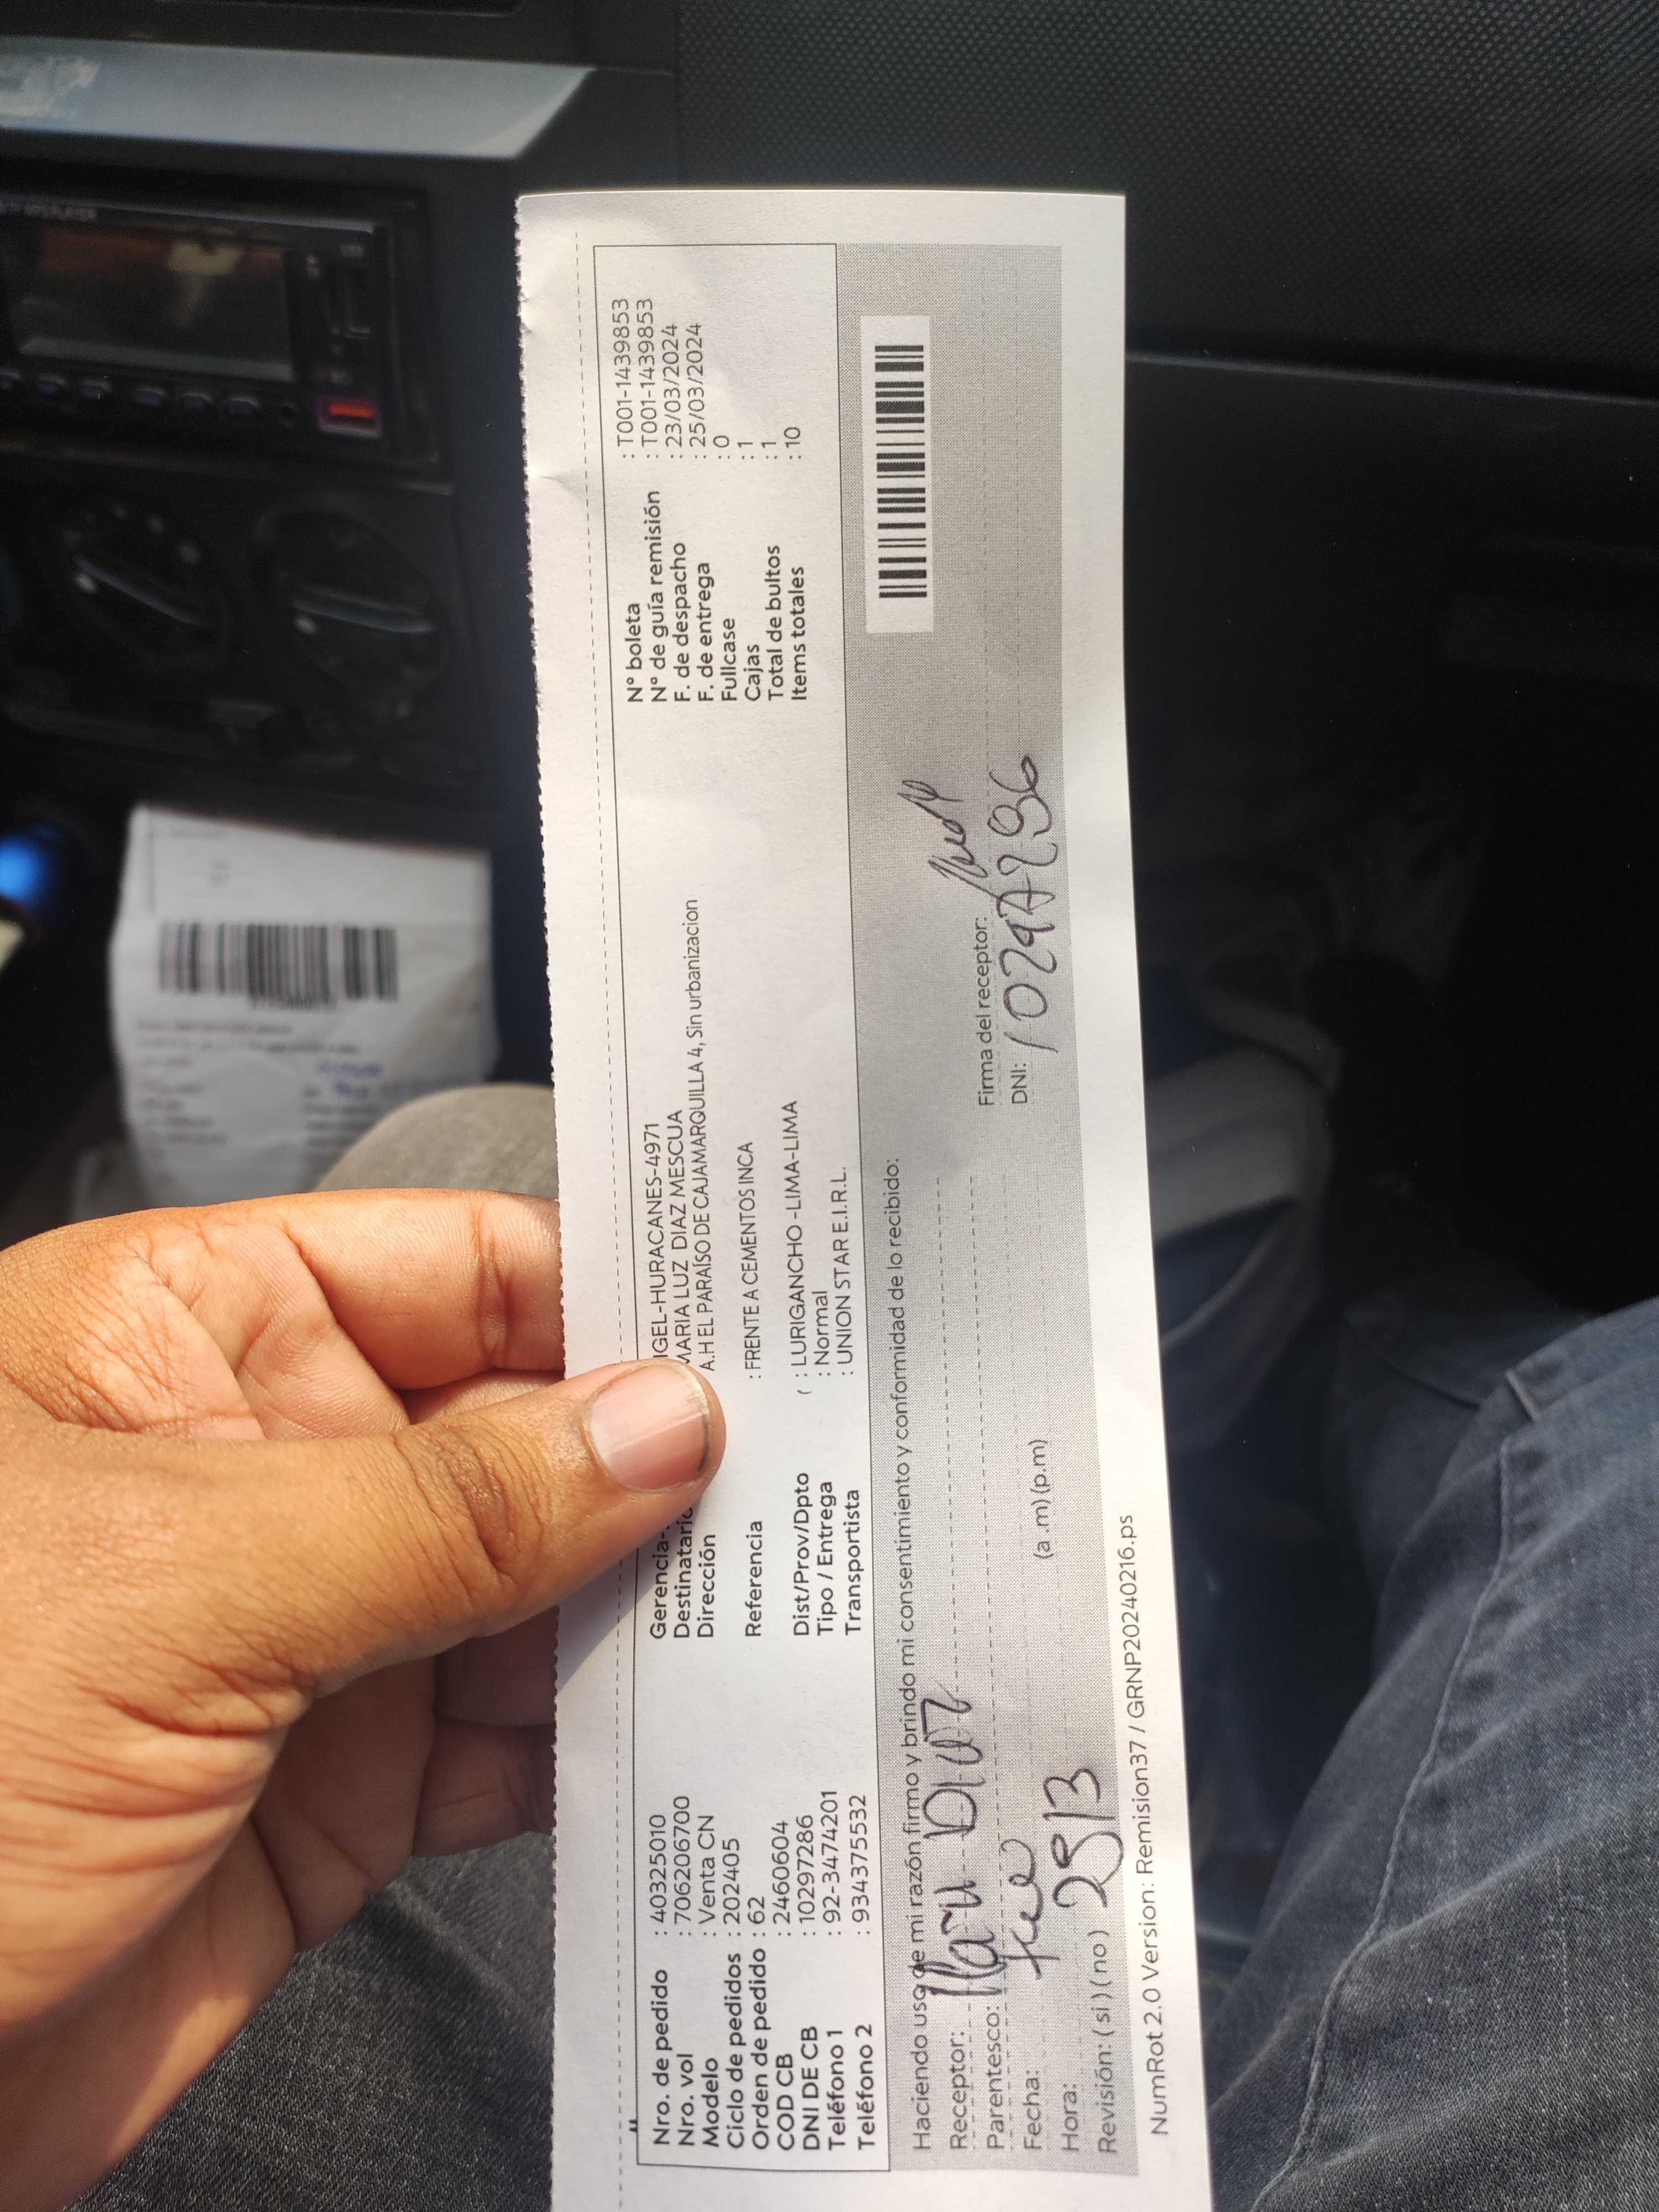 Nro. de pedido : 40325010
Nro. vol : 706206700
Modelo : Venta CN
Ciclo de pedidos : 202405
Orden de pedido : 62
COD CB : 2460604
DNI DE CB : 10297286
Teléfono 1 : 92-3474201
Teléfono 2 : 934375532
Gerencia- IGEL-HURACANES-4971
Destinatario MARIA LUZ DIAZ MESCUA
Dirección A.H EL PARAÍSO DE CAJAMARQUILLA 4, Sin urbanizacion
Referencia : FRENTE A CEMENTOS INCA
Dist/Prov/Dpto ( : LURIGANCHO -LIMA-LIMA
Tipo / Entrega : Normal
Transportista : UNION STAR E.I.R.L.
N° boleta : T001-1439853
N° de guía remisión : T001-1439853
F. de despacho : 23/03/2024
F. de entrega : 25/03/2024
Fullcase : 0
Cajas : 1
Total de bultos : 1
Items totales : 10
Haciendo uso de mi razón firmo y brindo mi consentimiento y conformidad de lo recibido:
Receptor: Diaz
Parentesco:
Fecha:
Hora:
(a.m) (p.m)
Revisión: ( si ) ( no )
Firma del receptor:
DNI: 10297286
NumRot 2.0 Version: Remision37 / GRNP20240216.ps